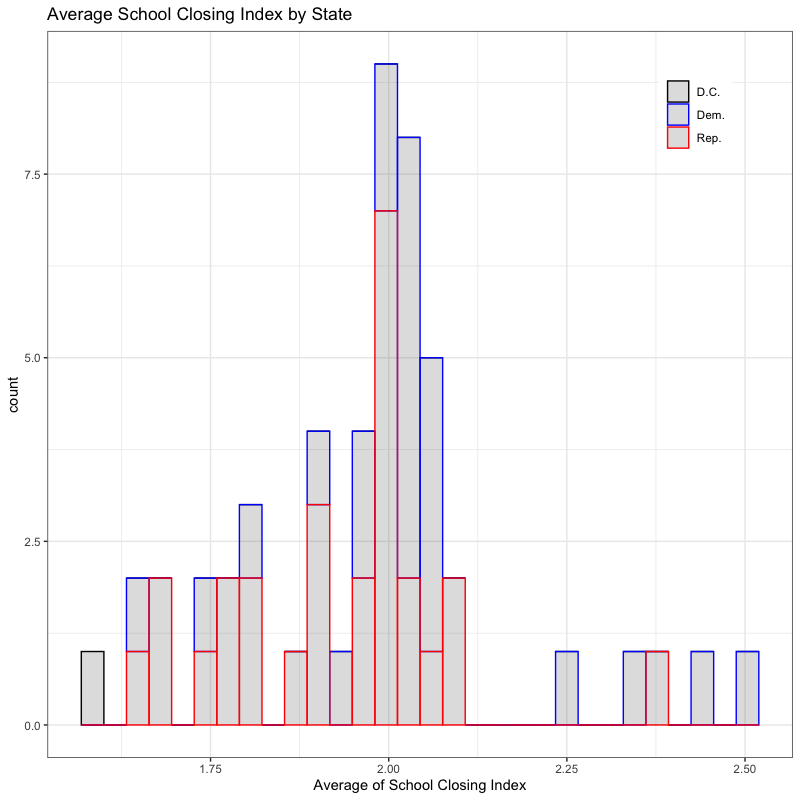 Average School Closing Index by State
D.C.
Dem.
Rep.
7.5
5.0
2.5
0.0
count
1.75
2.00
2.25
2.50
Average of School Closing Index